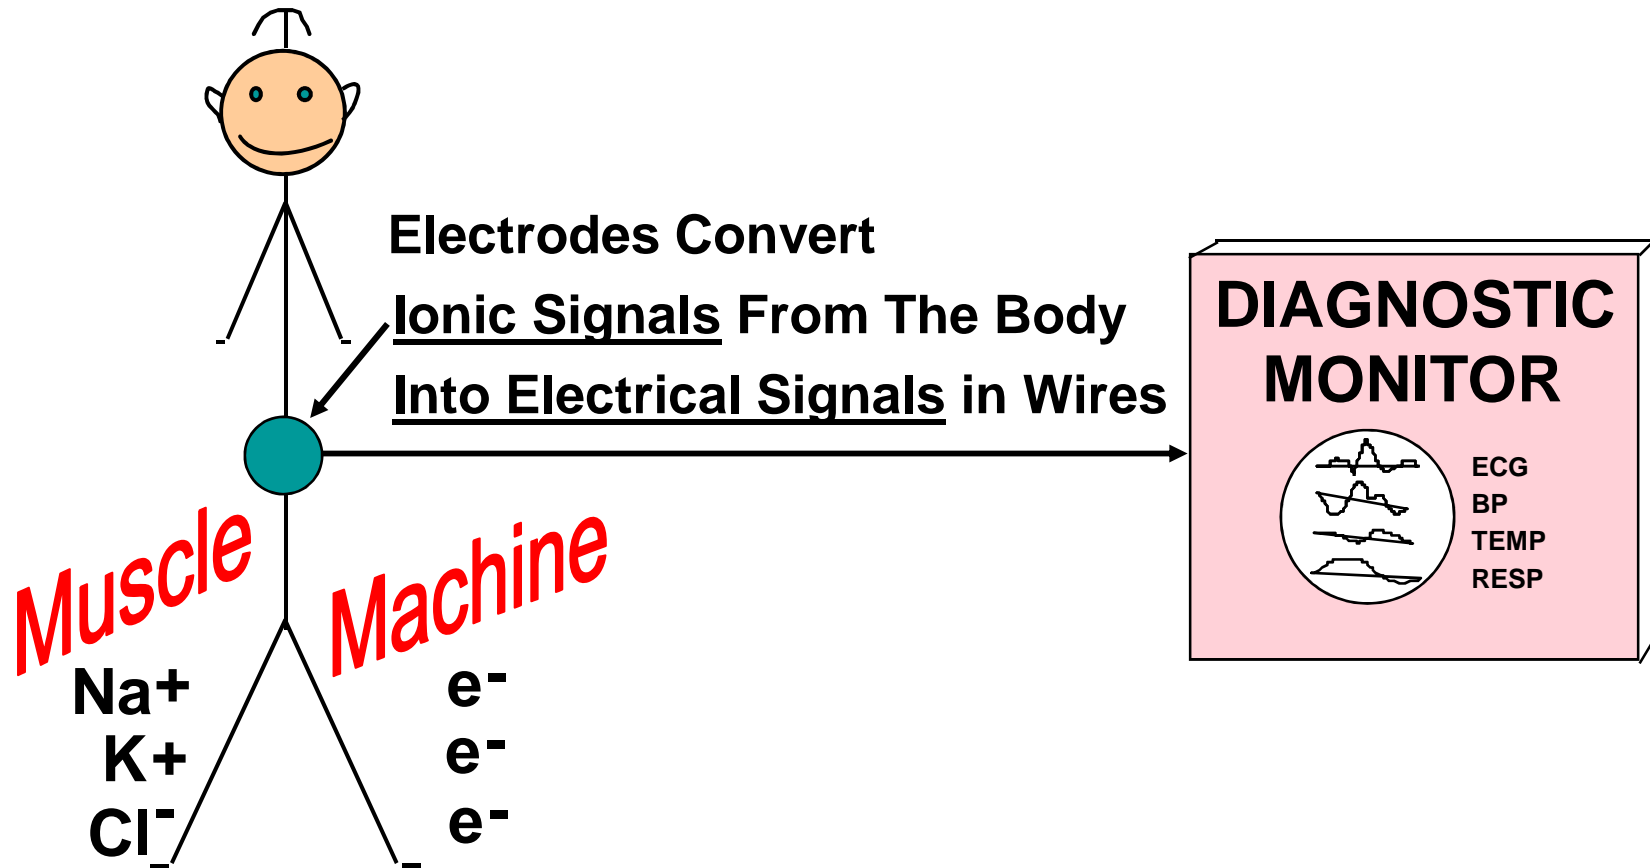 Electrodes Convert
Ionic Signals From The Body
Into Electrical Signals in Wires
DIAGNOSTIC
MONITOR
ECG
BP
TEMP
RESP
Muscle
Machine
Na+
K+
Cl-
e-
e-
e-